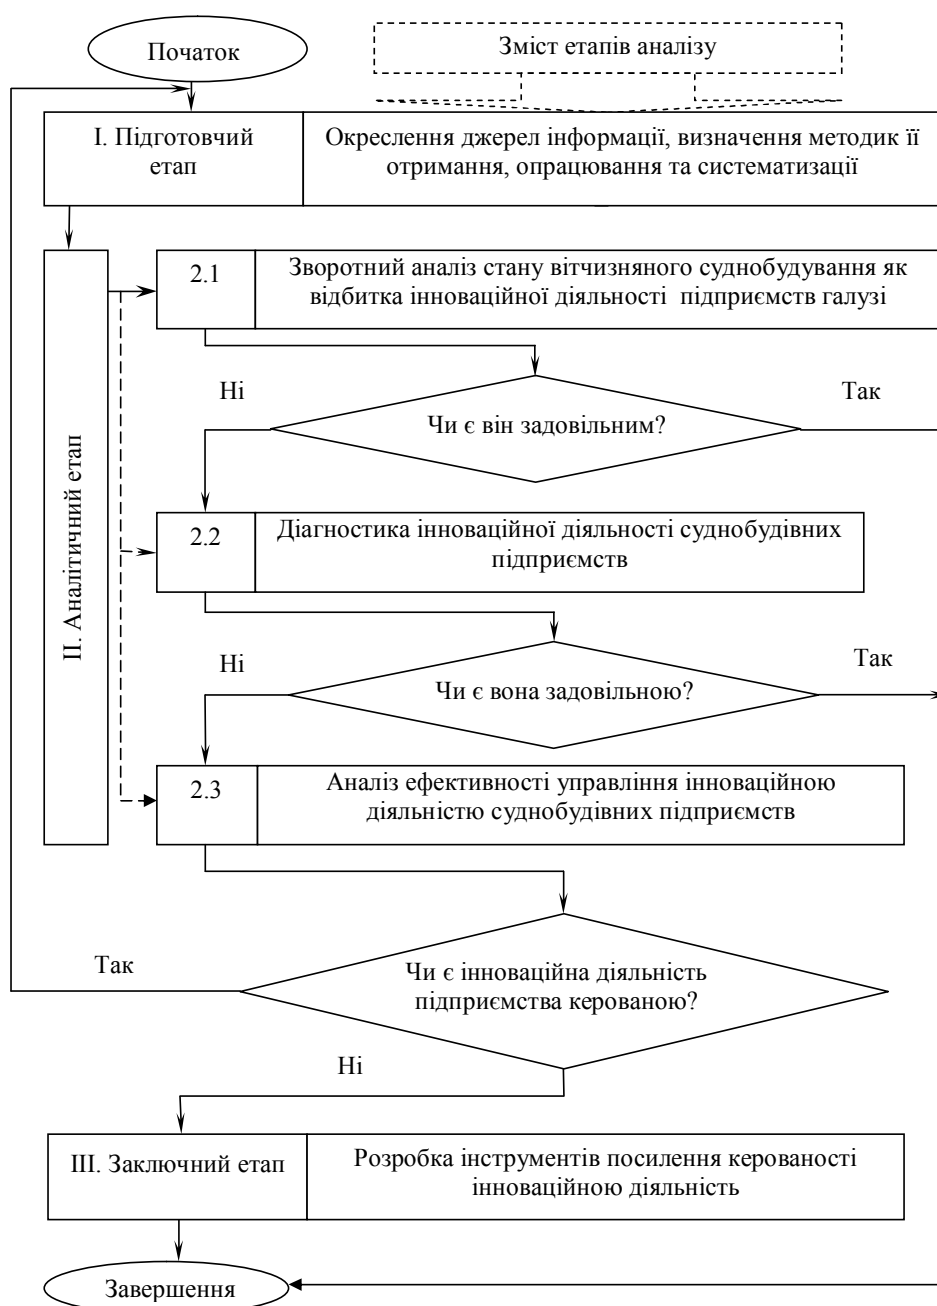 Початок
Зміст етапів аналізу
І. Підготовчий
етап
Окреслення джерел інформації, визначення методик її
отримання, опрацювання та систематизації
ІІ. Аналітичний етап
2.1
Зворотний аналіз стану вітчизняного суднобудування як
відбитка інноваційної діяльності підприємств галузі
Ні
Так
Чи є він задовільним?
2.2
Діагностика інноваційної діяльності суднобудівних
підприємств
Ні
Так
Чи є вона задовільною?
2.3
Аналіз ефективності управління інноваційною
діяльністю суднобудівних підприємств
Так
Чи є інноваційна діяльність
підприємства керованою?
Ні
ІІІ. Заключний етап
Розробка інструментів посилення керованості
інноваційною діяльність
Завершення